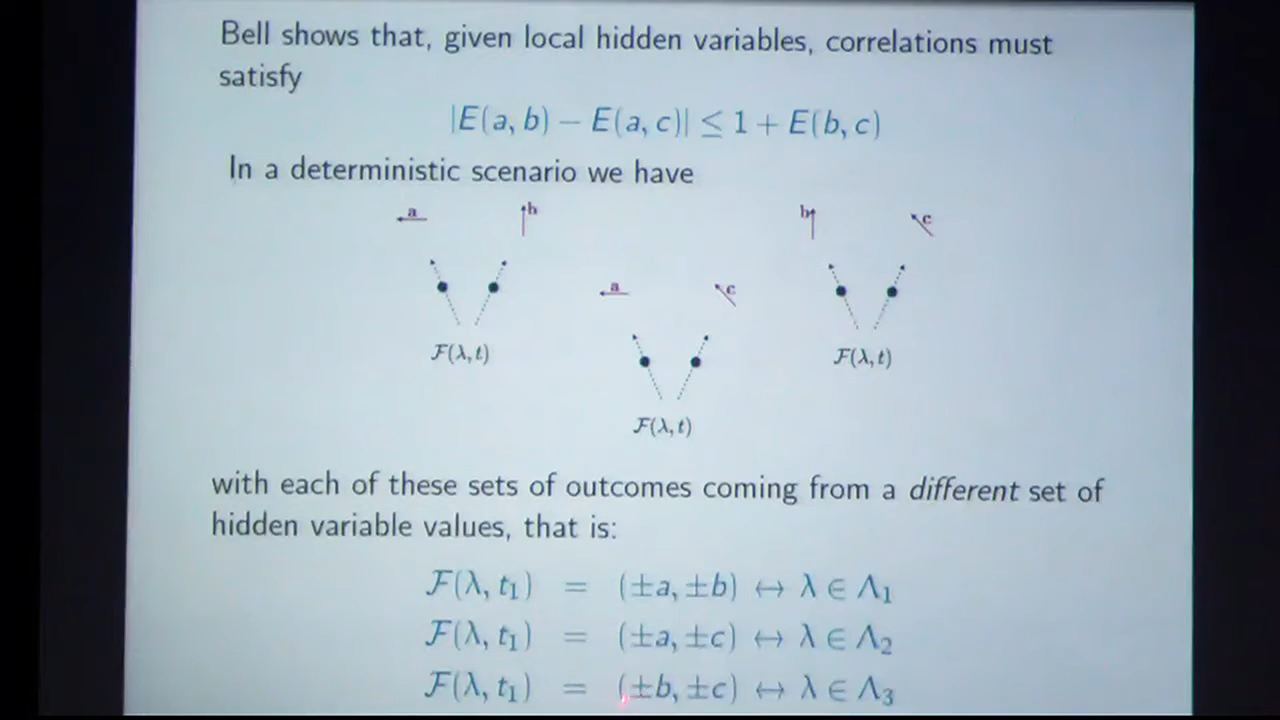 Bell shows that, given local hidden variables, correlations must
satisfy
|E(a, b) − E(a, c)| ≤ 1 + E(b, c)
In a deterministic scenario we have
a
b
b
c
a
c
F(λ, t)
F(λ, t)
F(λ, t)
with each of these sets of outcomes coming from a different set of
hidden variable values, that is:
F(λ, t₁) = (±a, ±b) ↔ λ ∈ Λ₁
F(λ, t₁) = (±a, ±c) ↔ λ ∈ Λ₂
F(λ, t₁) = (±b, ±c) ↔ λ ∈ Λ₃